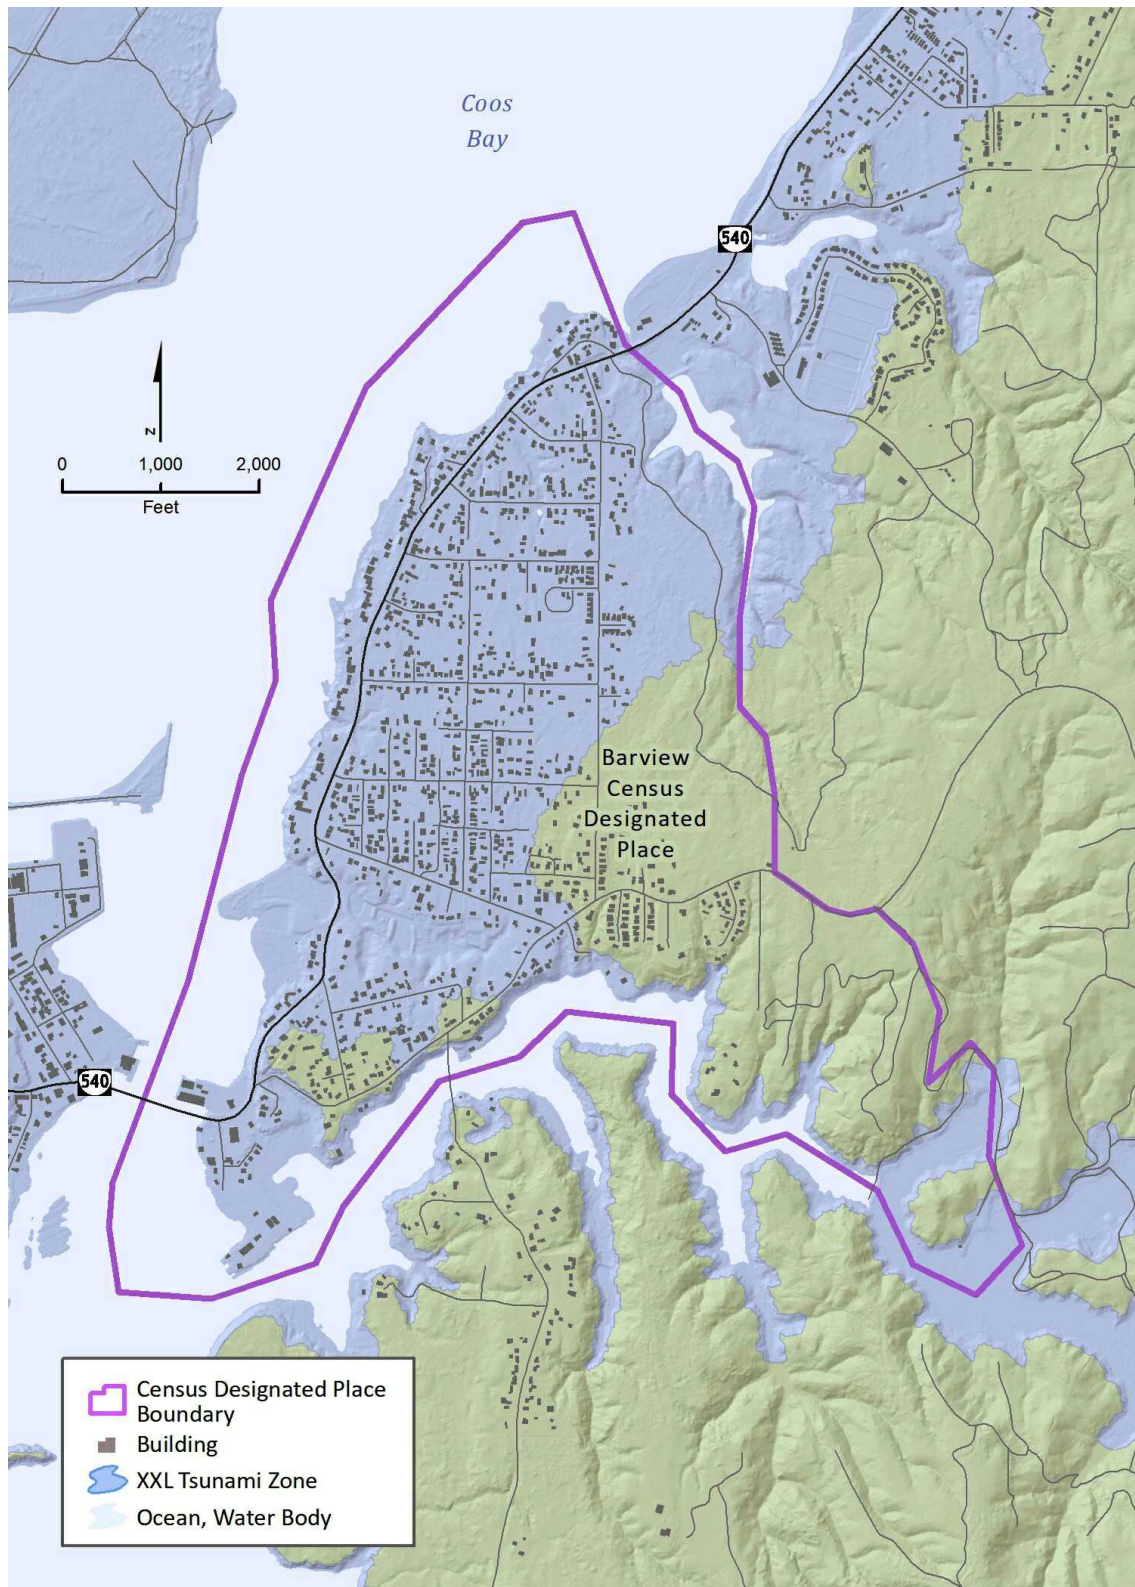 Coos
Bay
540
N
0 1,000 2,000
Feet
Barview
Census
Designated
Place
540
Census Designated Place
Boundary
Building
XXL Tsunami Zone
Ocean, Water Body